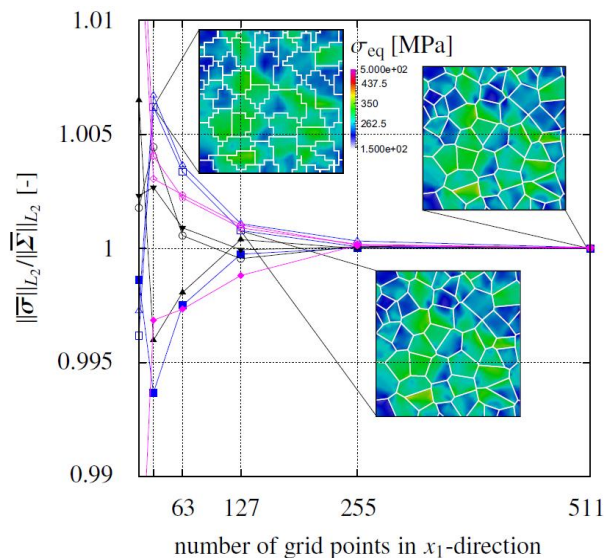 1.01
1.005
1
0.995
0.99
‖σ̅‖L₂/‖Σ̅‖L₂ [-]
σeq [MPa]
5.000e+02
437.5
350
262.5
1.500e+02
63 127 255 511
number of grid points in x₁-direction